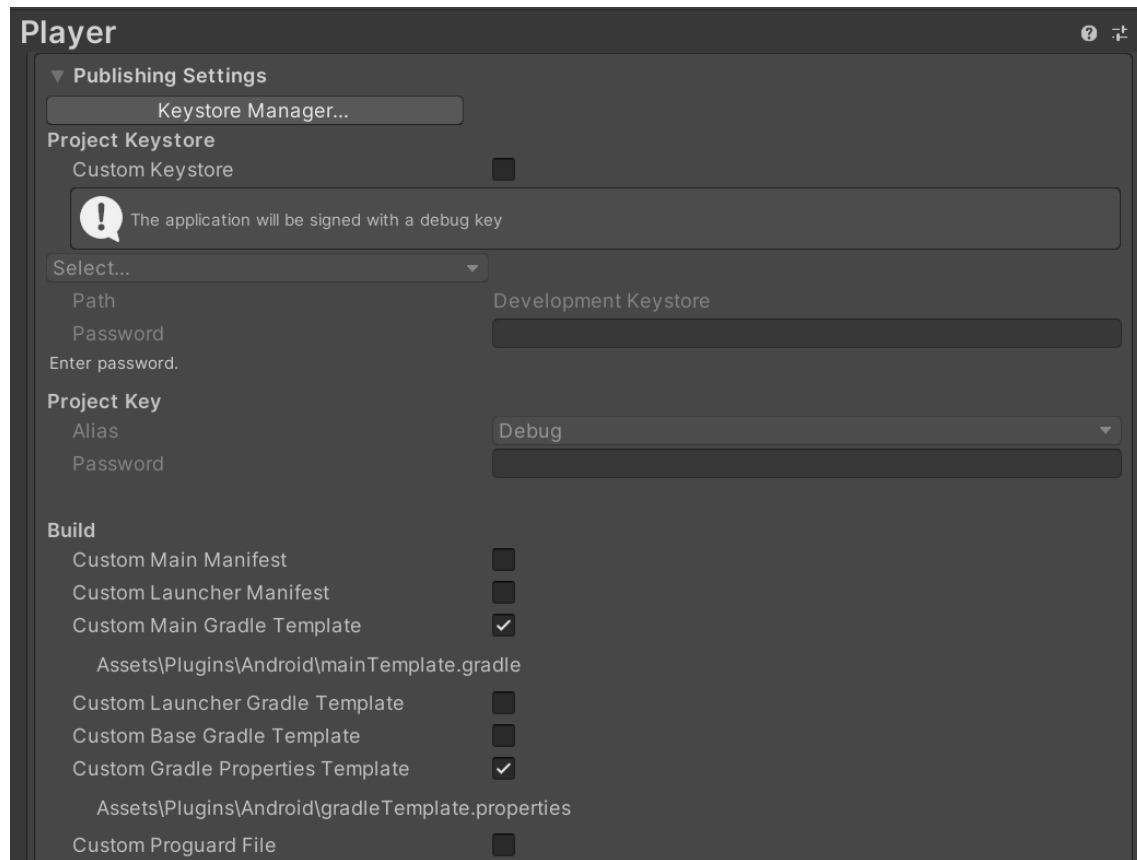 Player
Publishing Settings
Keystore Manager...
Project Keystore
Custom Keystore
The application will be signed with a debug key
Select...
Path Development Keystore
Password
Enter password.
Project Key
Alias Debug
Password
Build
Custom Main Manifest
Custom Launcher Manifest
Custom Main Gradle Template
Assets\Plugins\Android\mainTemplate.gradle
Custom Launcher Gradle Template
Custom Base Gradle Template
Custom Gradle Properties Template
Assets\Plugins\Android\gradleTemplate.properties
Custom Proguard File